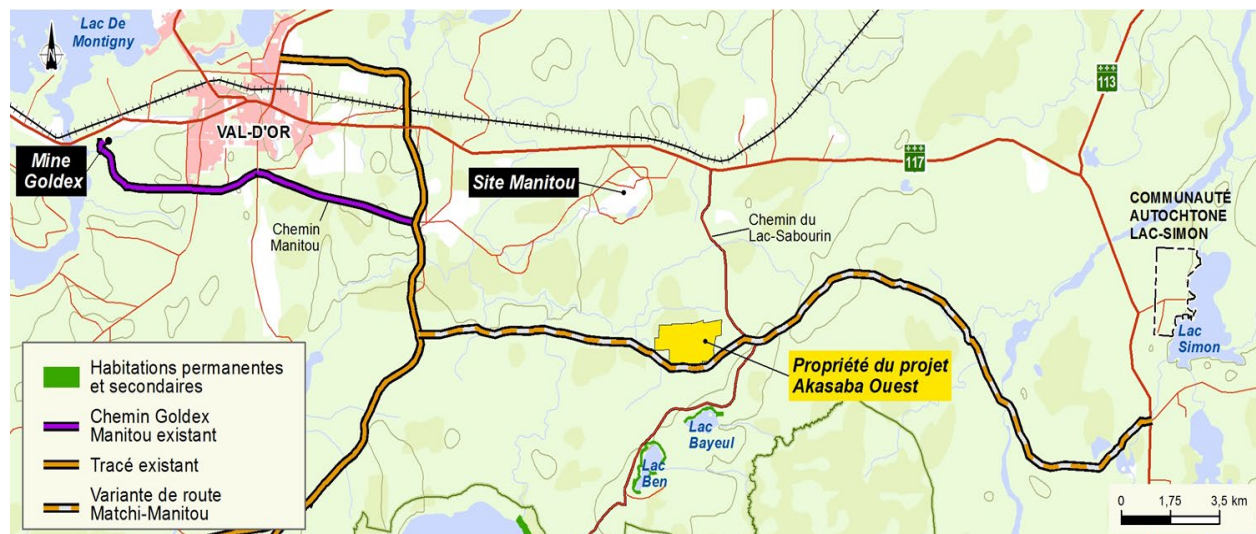 Lac De
Montigny
N
113
VAL-D'OR
Mine
Goldex
117
Site Manitou
COMMUNAUTÉ
AUTOCHTONE
LAC-SIMON
Chemin
Manitou
Chemin du
Lac-Sabourin
Lac
Simon
Propriété du projet
Akasaba Ouest
Lac
Bayeul
Lac
Ben
Habitations permanentes
et secondaires
Chemin Goldex
Manitou existant
Tracé existant
Variante de route
Matchi-Manitou
0 1,75 3,5 km